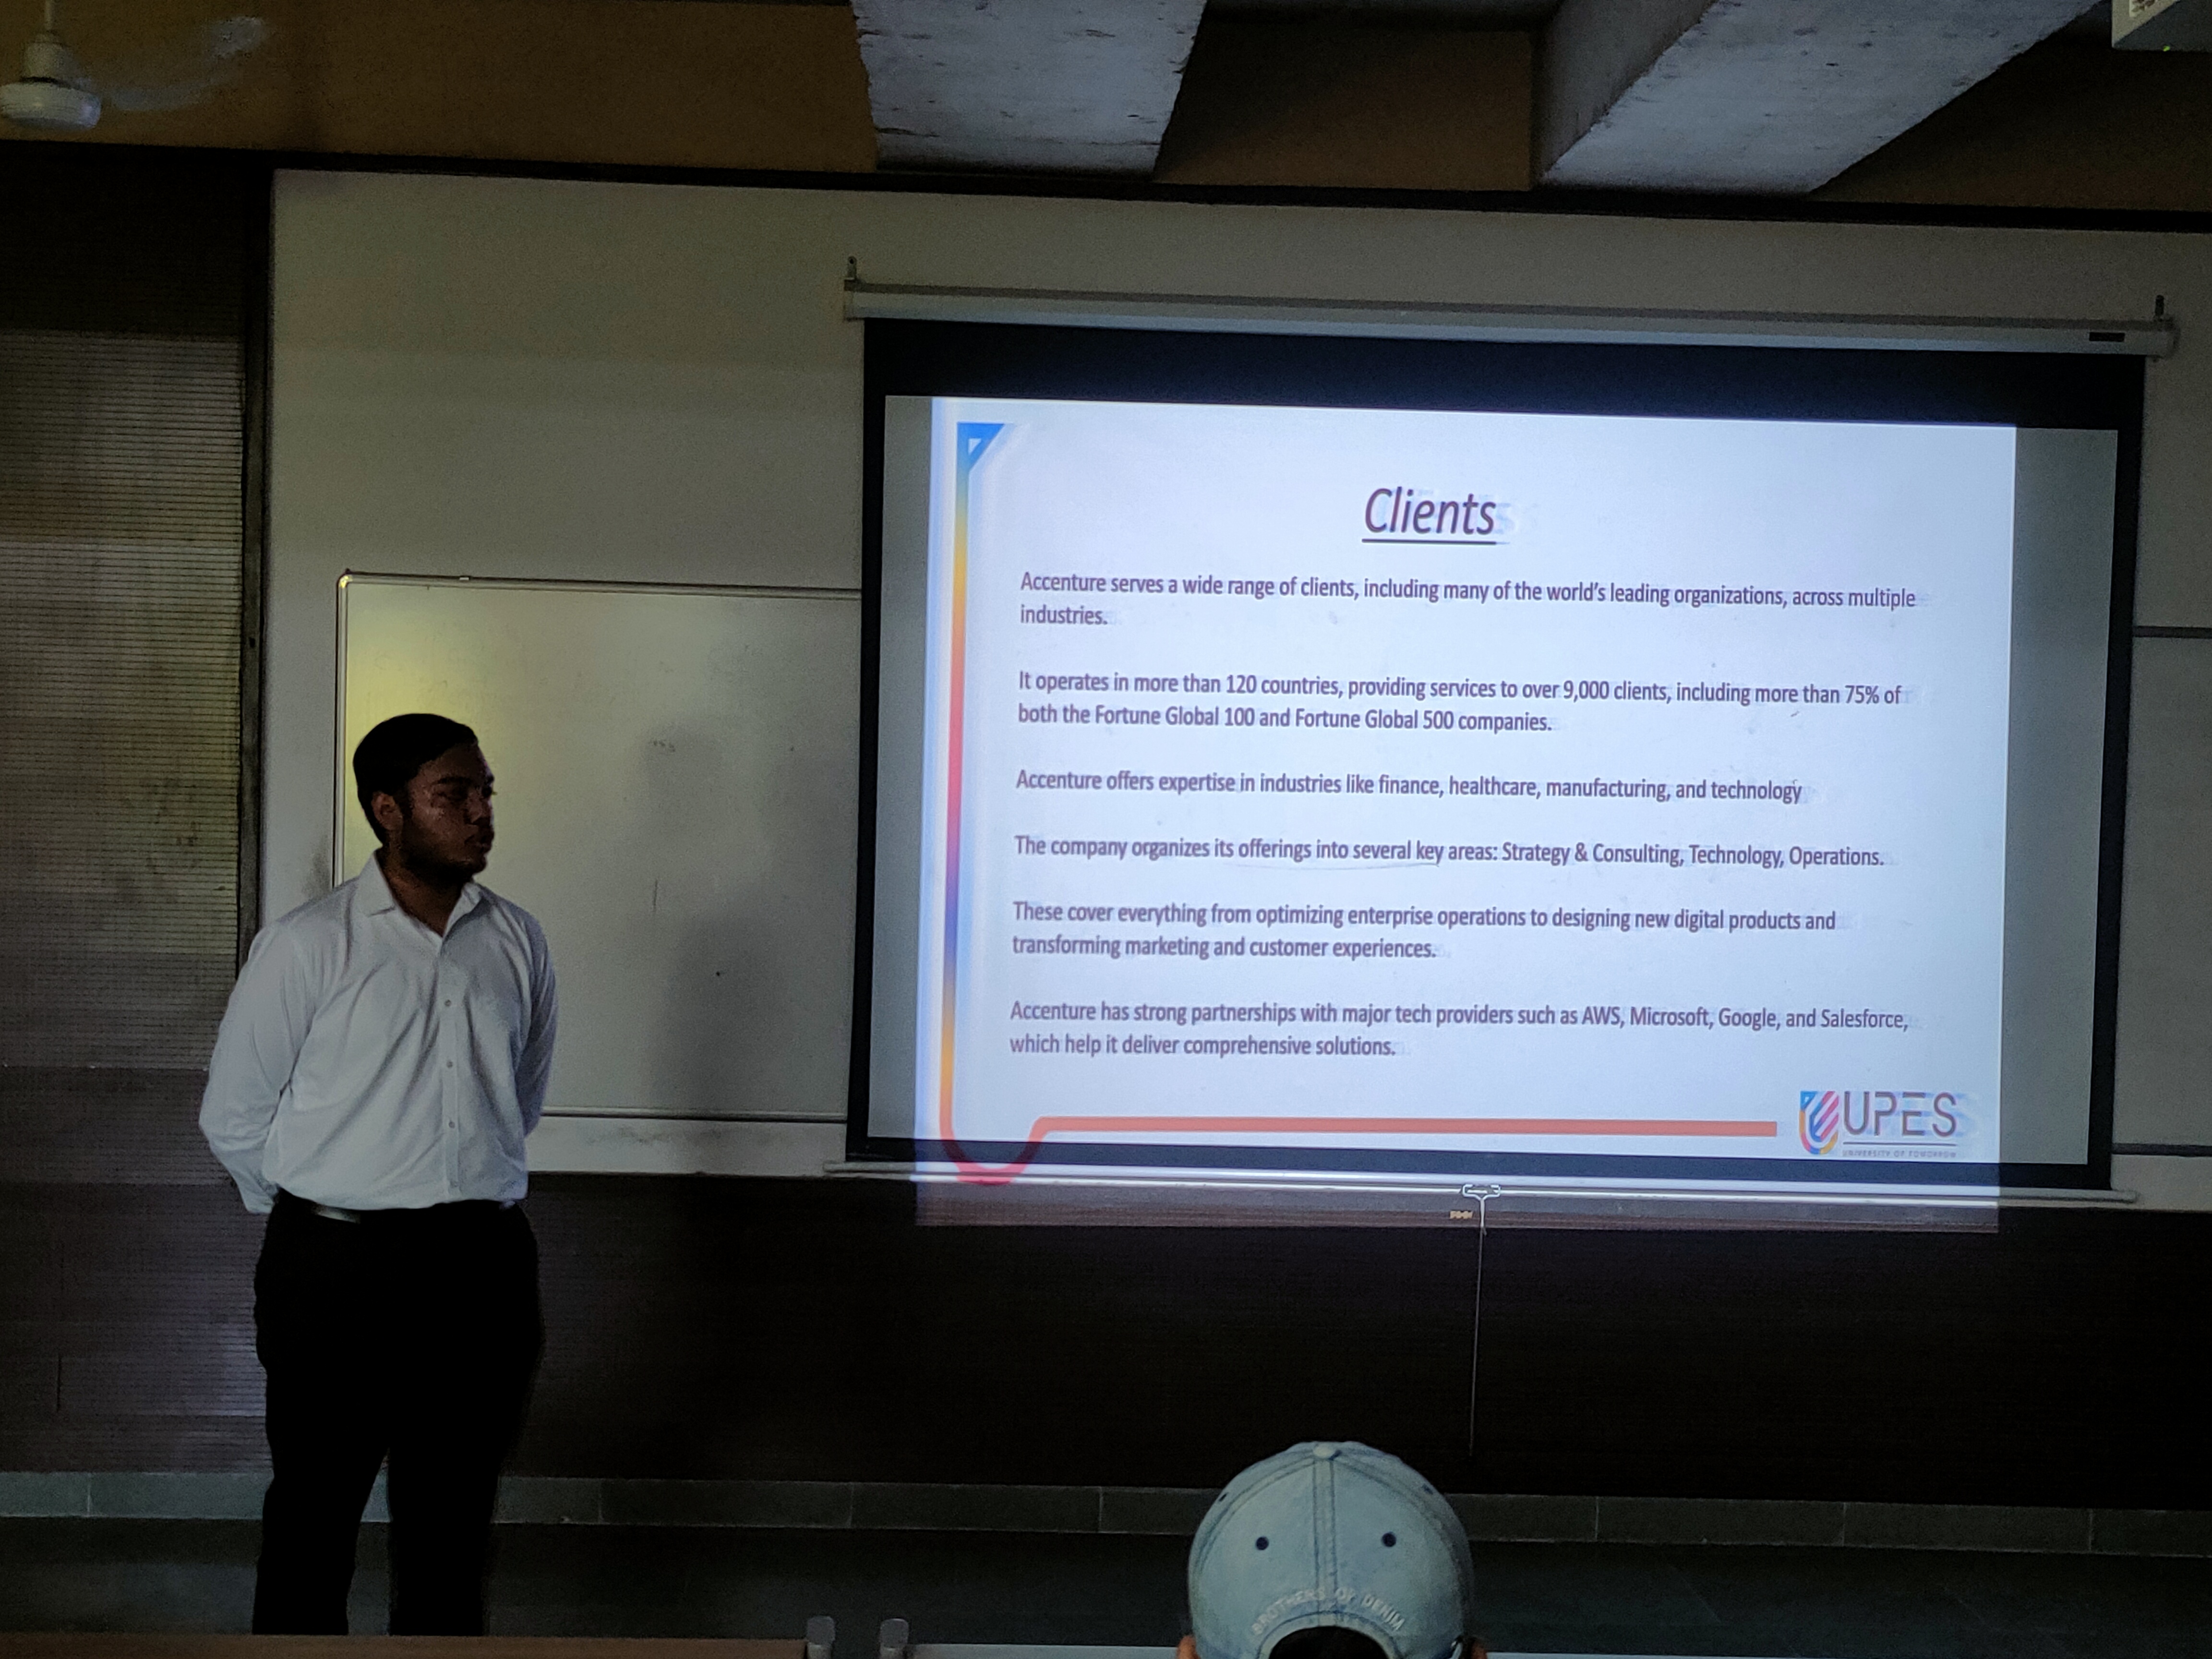 Clients
Accenture serves a wide range of clients, including many of the world's leading organizations, across multiple
industries.
It operates in more than 120 countries, providing services to over 9,000 clients, including more than 75% of
both the Fortune Global 100 and Fortune Global 500 companies.
Accenture offers expertise in industries like finance, healthcare, manufacturing, and technology
The company organizes its offerings into several key areas: Strategy & Consulting, Technology, Operations.
These cover everything from optimizing enterprise operations to designing new digital products and
transforming marketing and customer experiences.
Accenture has strong partnerships with major tech providers such as AWS, Microsoft, Google, and Salesforce,
which help it deliver comprehensive solutions.
UPES
UNIVERSITY OF TOMORROW
BROTHERS OF DENIM